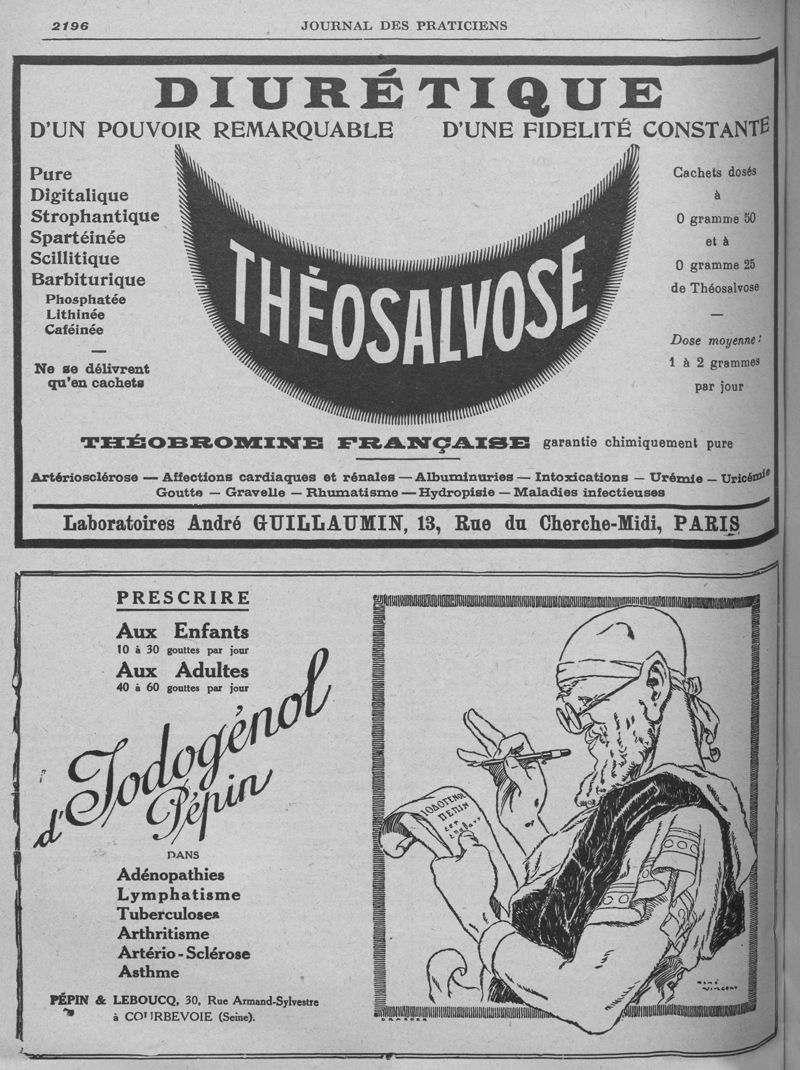 2196
JOURNAL DES PRATICIENS
DIURÉTIQUE
D'UN POUVOIR REMARQUABLE D'UNE FIDELITÉ CONSTANTE
Pure
Digitalique
Strophantique
Spartéinée
Scillitique
Barbiturique
Phosphatée
Lithinée
Caféinée
Ne se délivrent
qu'en cachets
THÉOSALVOSE
Cachets dosés
à
0 gramme 50
et à
0 gramme 25
de Théosalvose
Dose moyenne:
1 à 2 grammes
par jour
THÉOBROMINE FRANÇAISE garantie chimiquement pure
Artériosclérose — Affections cardiaques et rénales — Albuminuries — Intoxications — Urémie — Uricémie
Goutte — Gravelle — Rhumatisme — Hydropisie — Maladies infectieuses
Laboratoires André GUILLAUMIN, 13, Rue du Cherche-Midi, PARIS
PRESCRIRE
Aux Enfants
10 à 30 gouttes par jour
Aux Adultes
40 à 60 gouttes par jour
d'Iodogénol
Pépin
DANS
Adénopathies
Lymphatisme
Tuberculoses
Arthritisme
Artério-Sclérose
Asthme
PÉPIN & LEBOUCQ, 30, Rue Armand-Sylvestre
à COURBEVOIE (Seine).
RENÉ
VINCENT
DRAEGER